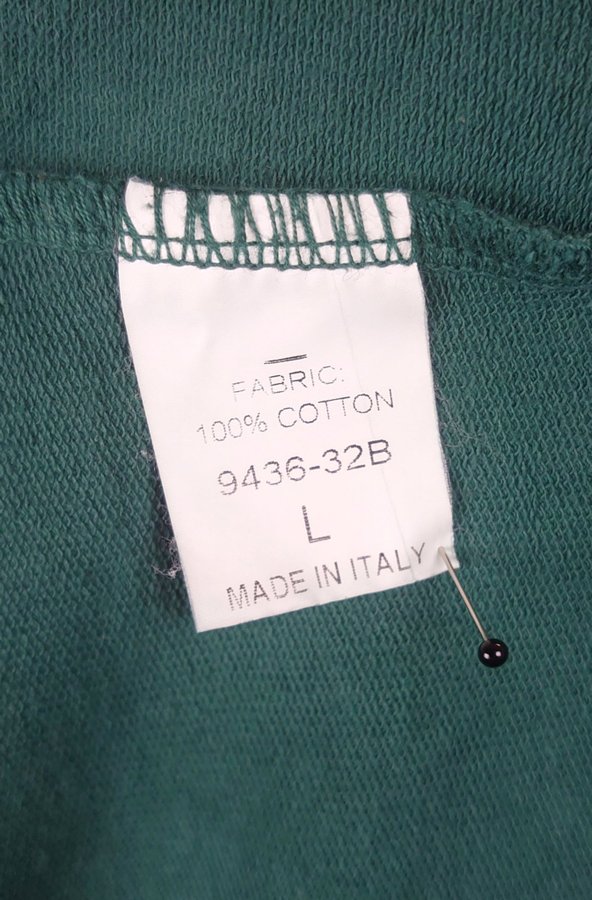 FABRIC:
100% COTTON
9436-32B
L
MADE IN ITALY